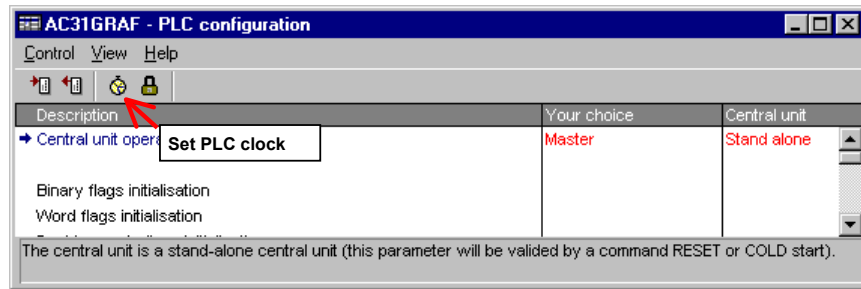 AC31GRAF - PLC configuration
Control View Help
Description Your choice Central unit
Central unit opera Master Stand alone
Set PLC clock
Binary flags initialisation
Word flags initialisation
The central unit is a stand-alone central unit (this parameter will be valided by a command RESET or COLD start).